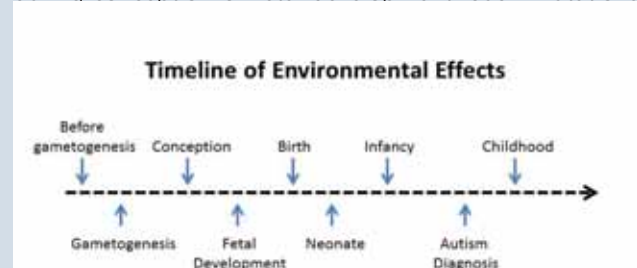 Timeline of Environmental Effects
Before
gametogenesis Conception Birth Infancy Childhood
Gametogenesis Fetal Neonate Autism
Development Diagnosis